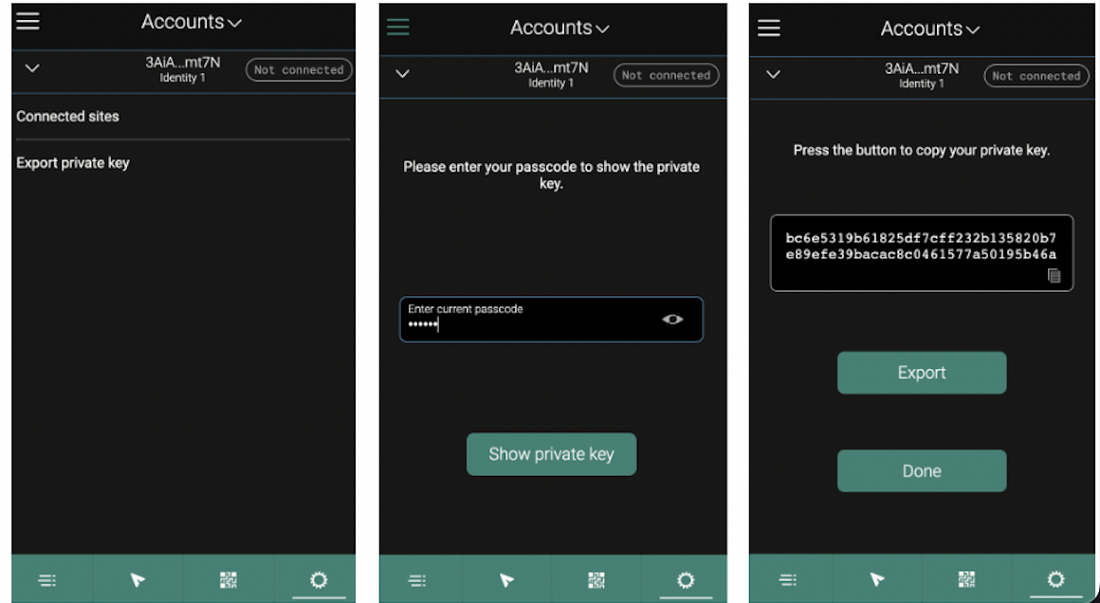 Accounts
3AiA...mt7N
Identity 1
Not connected
Connected sites
Export private key
Accounts
3AiA...mt7N
Identity 1
Not connected
Please enter your passcode to show the private
key.
Enter current passcode
••••••
Show private key
Accounts
3AiA...mt7N
Identity 1
Not connected
Press the button to copy your private key.
bc6e5319b61825df7cff232b135820b7
e89efe39bacac8c0461577a50195b46a
Export
Done